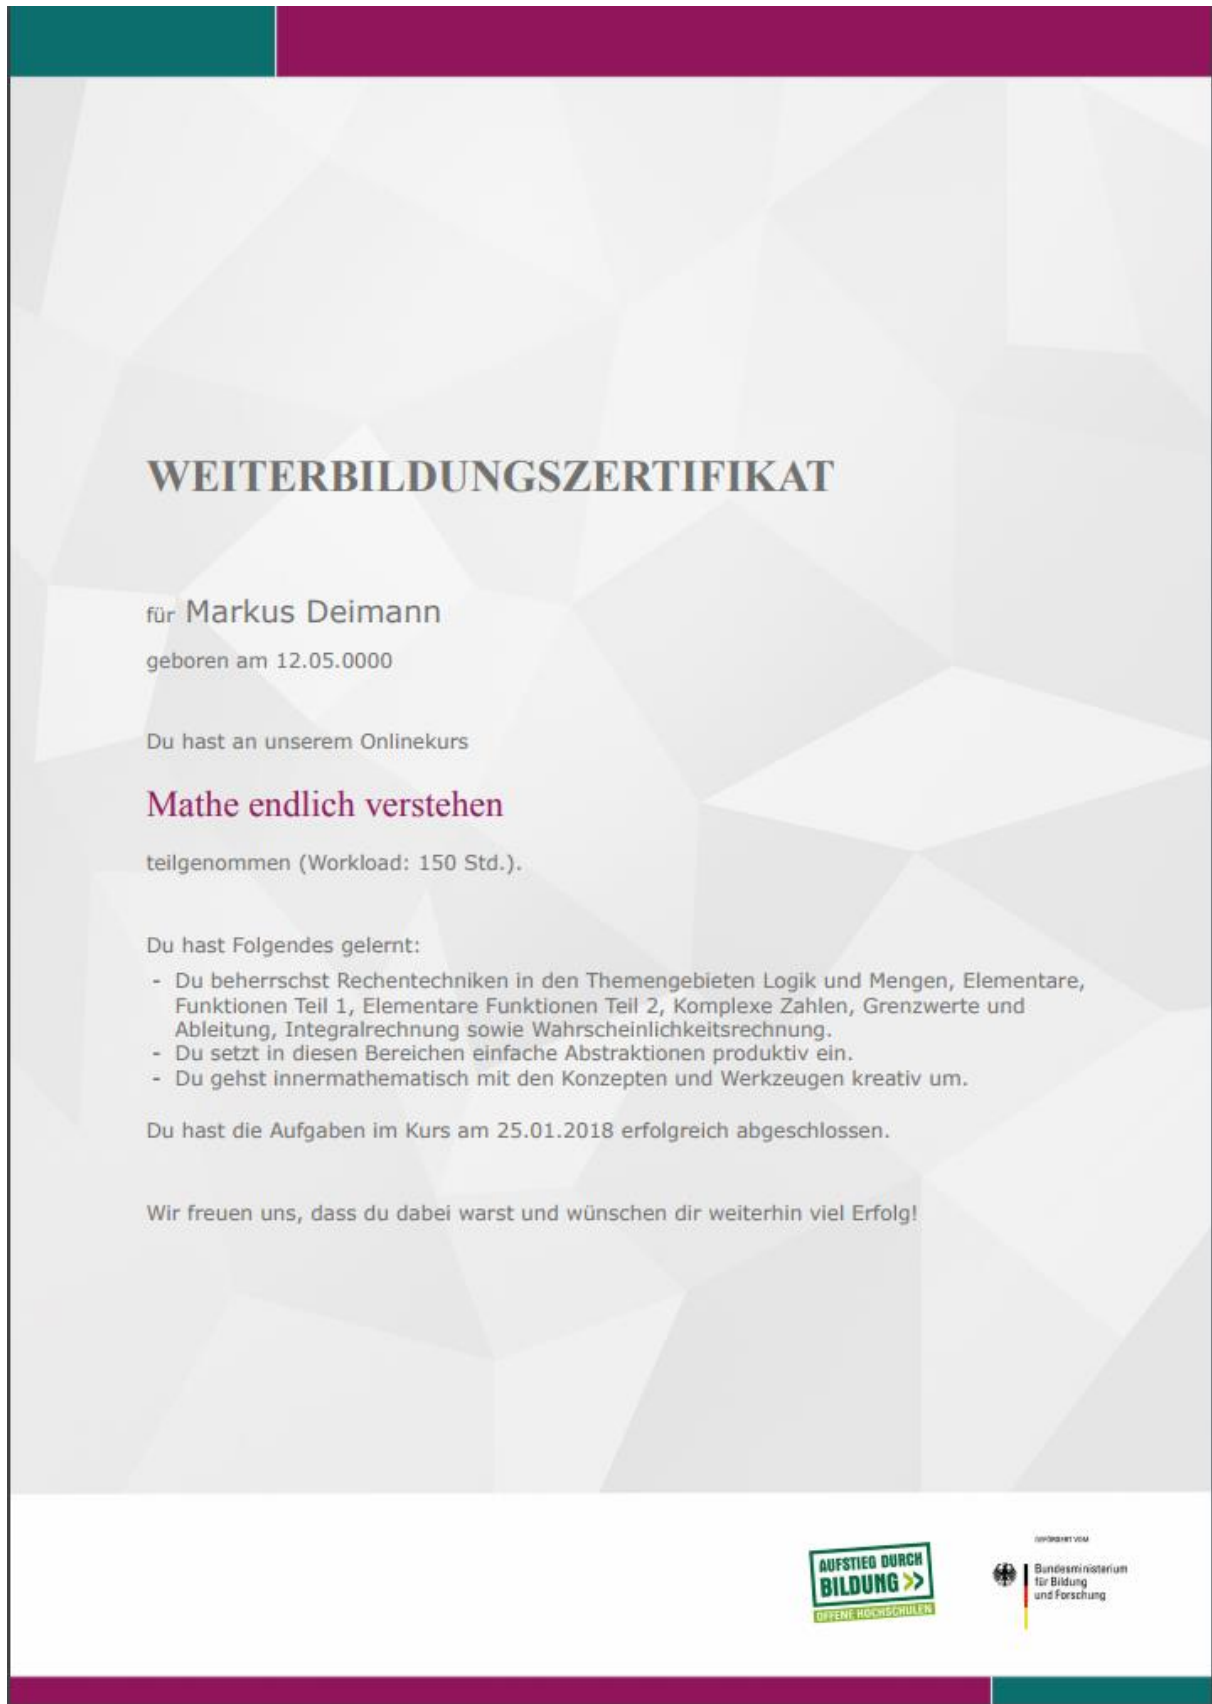 WEITERBILDUNGSZERTIFIKAT
für Markus Deimann
geboren am 12.05.0000
Du hast an unserem Onlinekurs
Mathe endlich verstehen
teilgenommen (Workload: 150 Std.).
Du hast Folgendes gelernt:
- Du beherrschst Rechentechniken in den Themengebieten Logik und Mengen, Elementare,
Funktionen Teil 1, Elementare Funktionen Teil 2, Komplexe Zahlen, Grenzwerte und
Ableitung, Integralrechnung sowie Wahrscheinlichkeitsrechnung.
- Du setzt in diesen Bereichen einfache Abstraktionen produktiv ein.
- Du gehst innermathematisch mit den Konzepten und Werkzeugen kreativ um.
Du hast die Aufgaben im Kurs am 25.01.2018 erfolgreich abgeschlossen.
Wir freuen uns, dass du dabei warst und wünschen dir weiterhin viel Erfolg!
AUFSTIEG DURCH
BILDUNG >>
OFFENE HOCHSCHULEN
GEFÖRDERT VOM
Bundesministerium
für Bildung
und Forschung